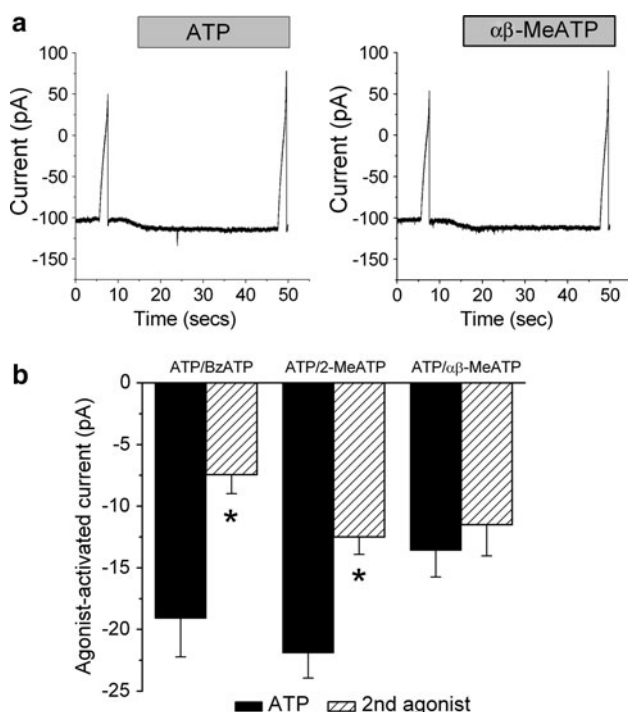 a
ATP
αβ-MeATP
Current (pA)
100
50
0
-50
-100
-150
0 10 20 30 40 50
Time (secs)
Current (pA)
100
50
0
-50
-100
-150
0 10 20 30 40 50
Time (sec)
b
ATP/BzATP ATP/2-MeATP ATP/αβ-MeATP
Agonist-activated current (pA)
0
-5
-10
-15
-20
-25
* *
ATP 2nd agonist